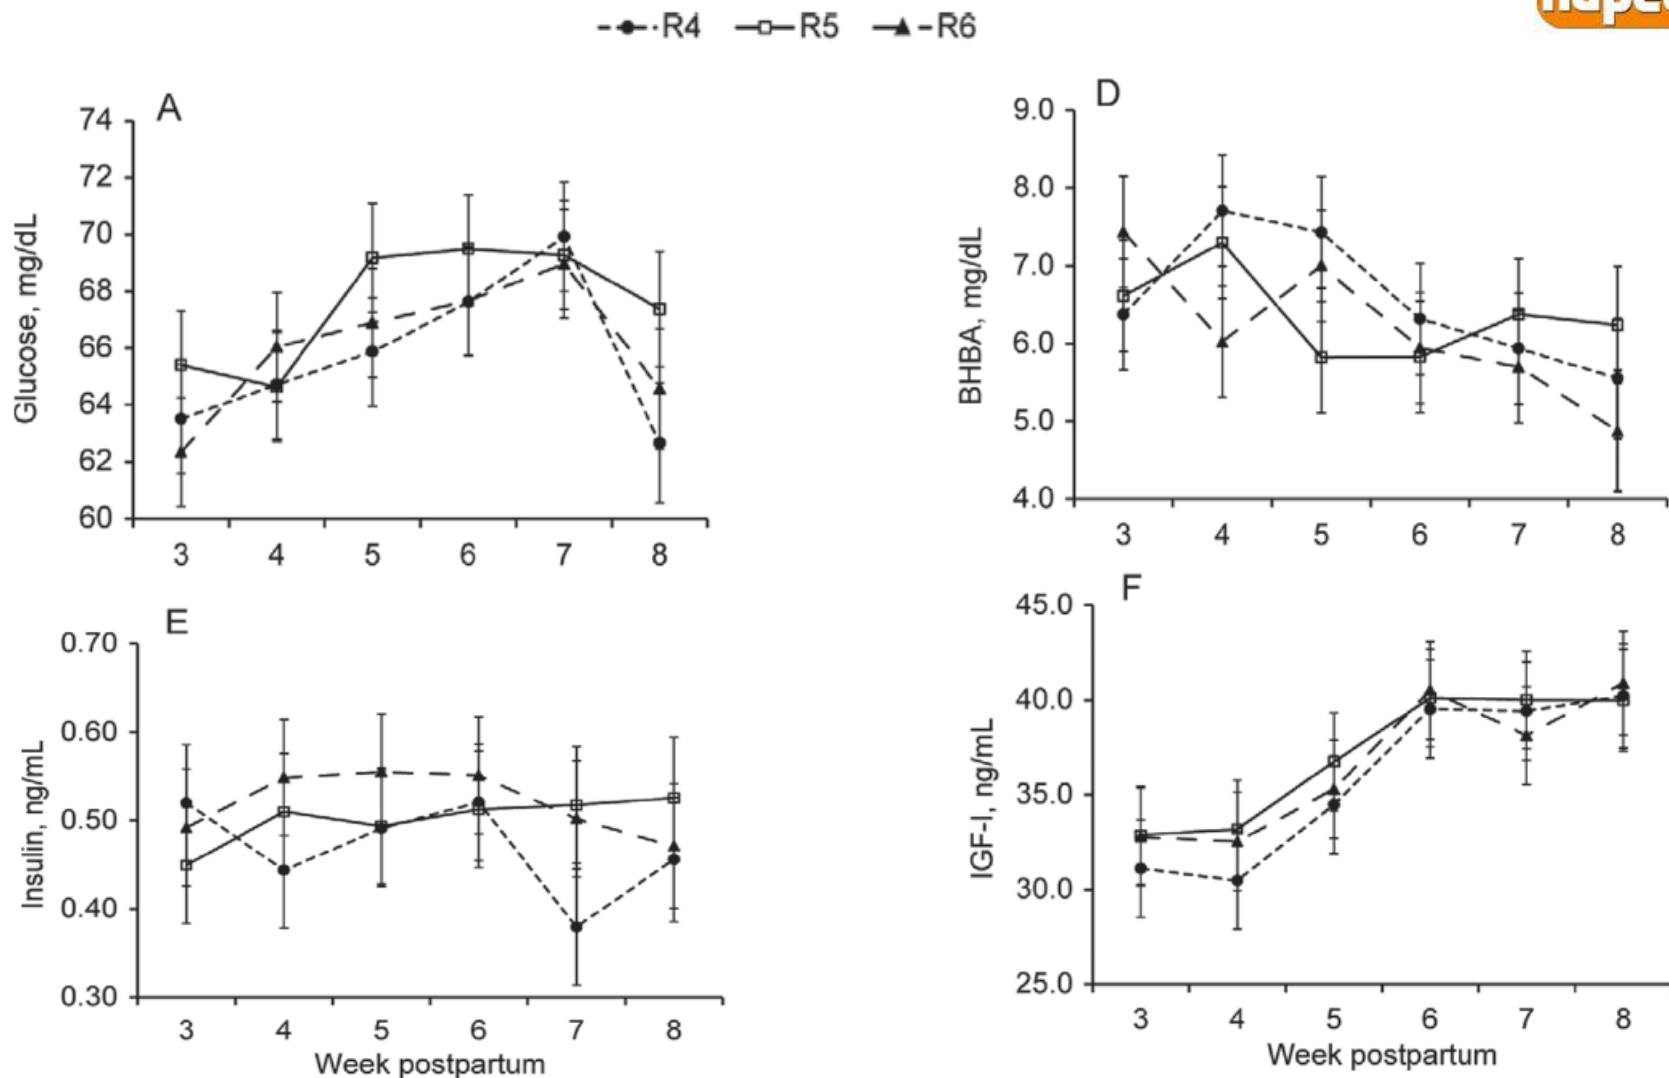 R4 R5 R6
A
Glucose, mg/dL
74
72
70
68
66
64
62
60
3 4 5 6 7 8
D
BHBA, mg/dL
9.0
8.0
7.0
6.0
5.0
4.0
3 4 5 6 7 8
E
Insulin, ng/mL
0.70
0.60
0.50
0.40
0.30
3 4 5 6 7 8
Week postpartum
F
IGF-I, ng/mL
45.0
40.0
35.0
30.0
25.0
3 4 5 6 7 8
Week postpartum